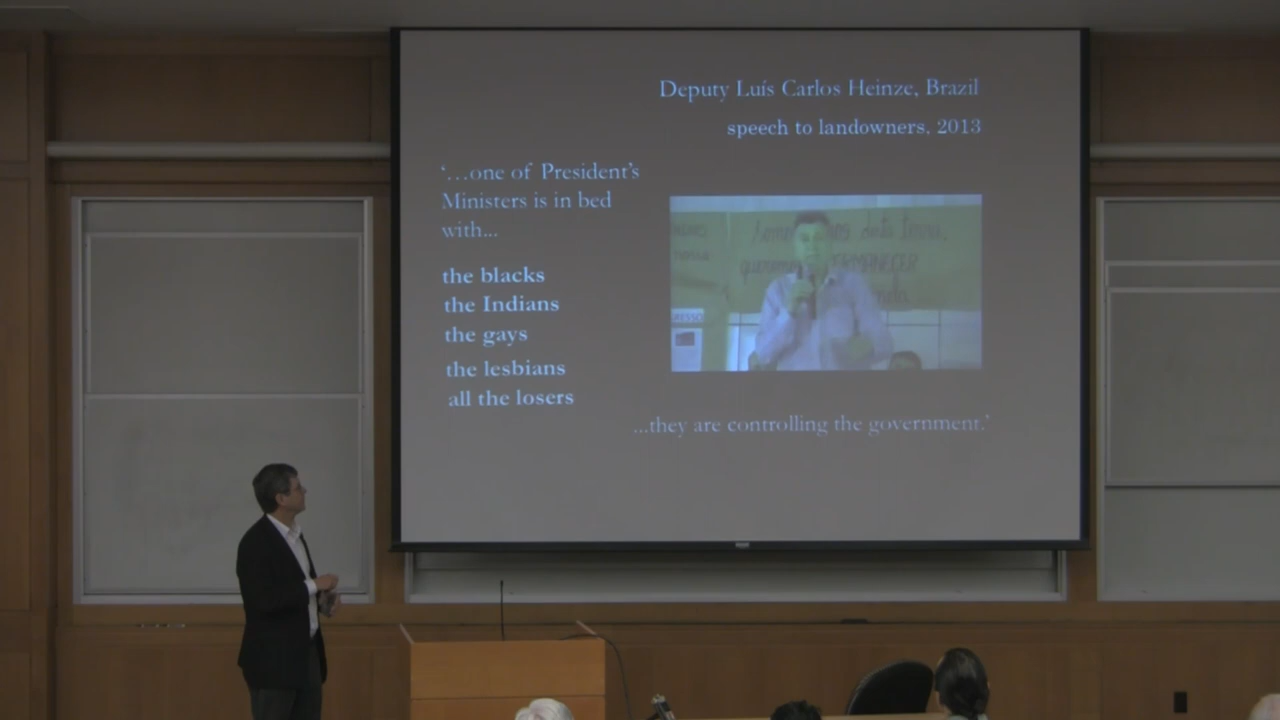 Deputy Luís Carlos Heinze, Brazil
speech to landowners, 2013
‘…one of President’s
Ministers is in bed
with...
the blacks
the Indians
the gays
the lesbians
all the losers
...they are controlling the government.’